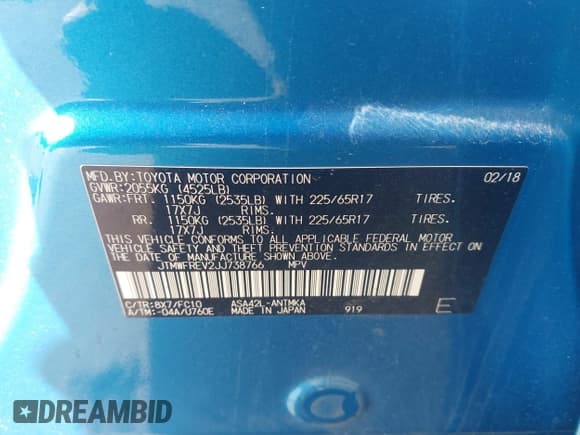 MFD.BY:TOYOTA MOTOR CORPORATION 02/18
GVWR:2055KG (4525LB)
GAWR:FRT. 1150KG (2535LB) WITH 225/65R17 TIRES.
17X7J RIMS.
RR. 1150KG (2535LB) WITH 225/65R17 TIRES.
17X7J RIMS.
THIS VEHICLE CONFORMS TO ALL APPLICABLE FEDERAL MOTOR
VEHICLE SAFETY AND THEFT PREVENTION STANDARDS IN EFFECT
ON THE DATE OF MANUFACTURE SHOWN ABOVE.
JTMWFREV2JJ738766 MPV
C/TR:8X7/FC10 ASA42L-ANTMKA
A/TM:-04A/U760E MADE IN JAPAN 919 E
DREAMBID